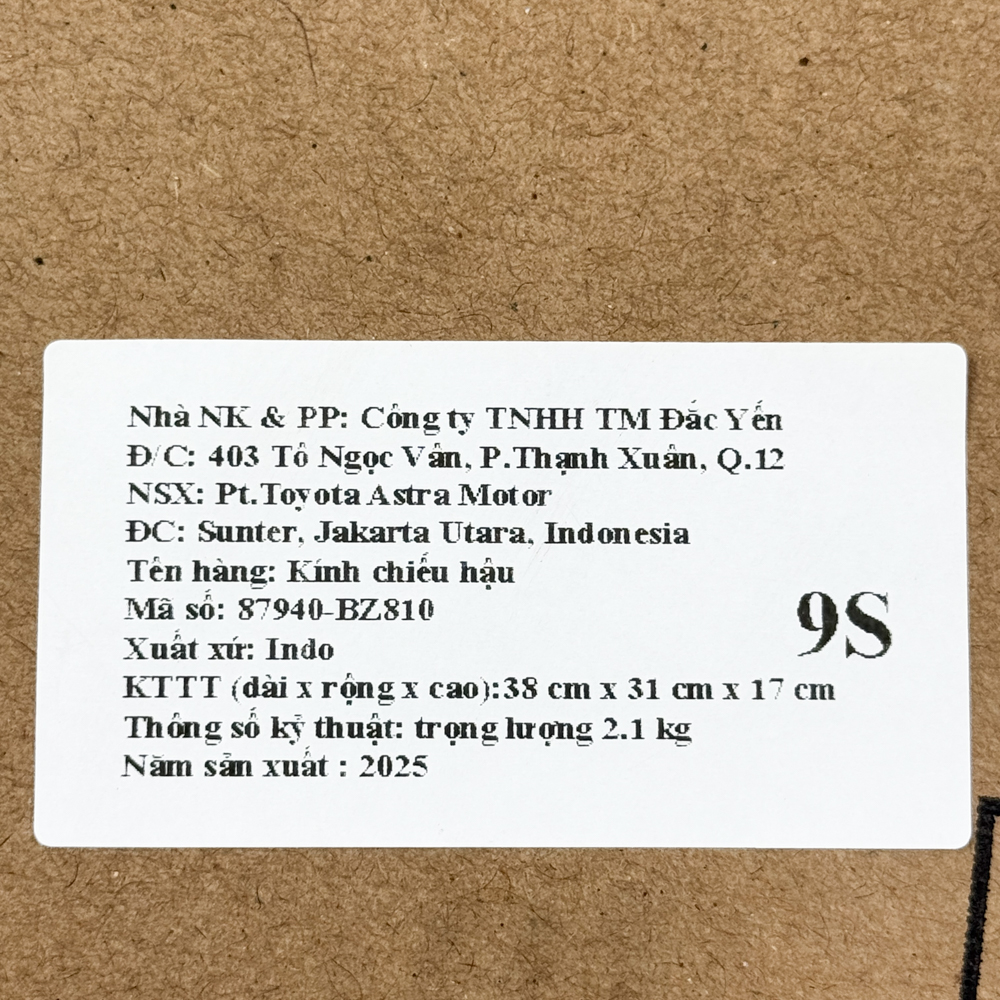 Nhà NK & PP: Công ty TNHH TM Đắc Yến
Đ/C: 403 Tô Ngọc Vân, P.Thạnh Xuân, Q.12
NSX: Pt.Toyota Astra Motor
ĐC: Sunter, Jakarta Utara, Indonesia
Tên hàng: Kính chiếu hậu
Mã số: 87940-BZ810
9S
Xuất xứ: Indo
KTTT (dài x rộng x cao):38 cm x 31 cm x 17 cm
Thông số kỹ thuật: trọng lượng 2.1 kg
Năm sản xuất : 2025